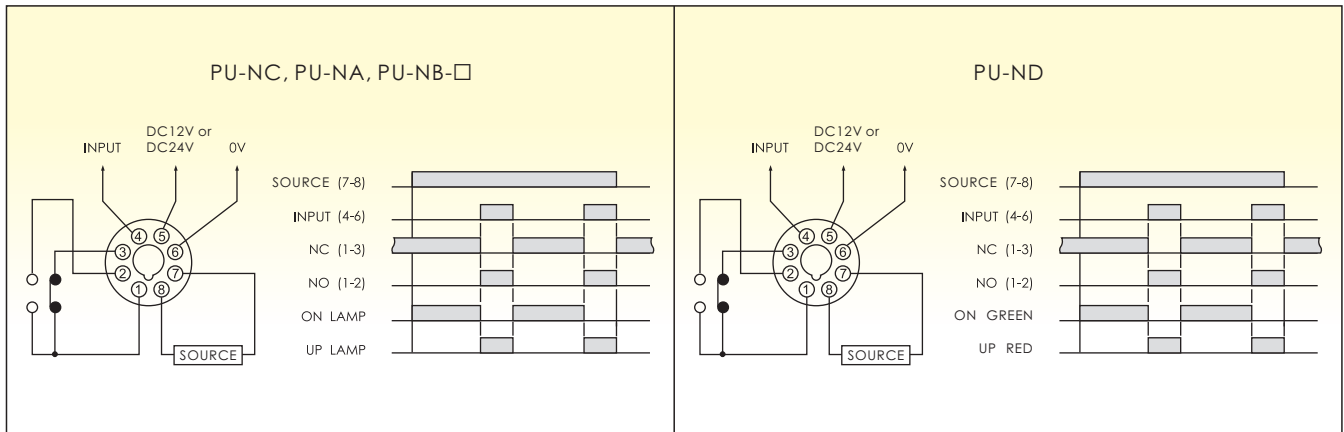 PU-NC, PU-NA, PU-NB-□
INPUT
DC12V or
DC24V
0V
4 5
3 6
2 7
1 8
SOURCE
SOURCE (7-8)
INPUT (4-6)
NC (1-3)
NO (1-2)
ON LAMP
UP LAMP
PU-ND
INPUT
DC12V or
DC24V
0V
4 5
3 6
2 7
1 8
SOURCE
SOURCE (7-8)
INPUT (4-6)
NC (1-3)
NO (1-2)
ON GREEN
UP RED